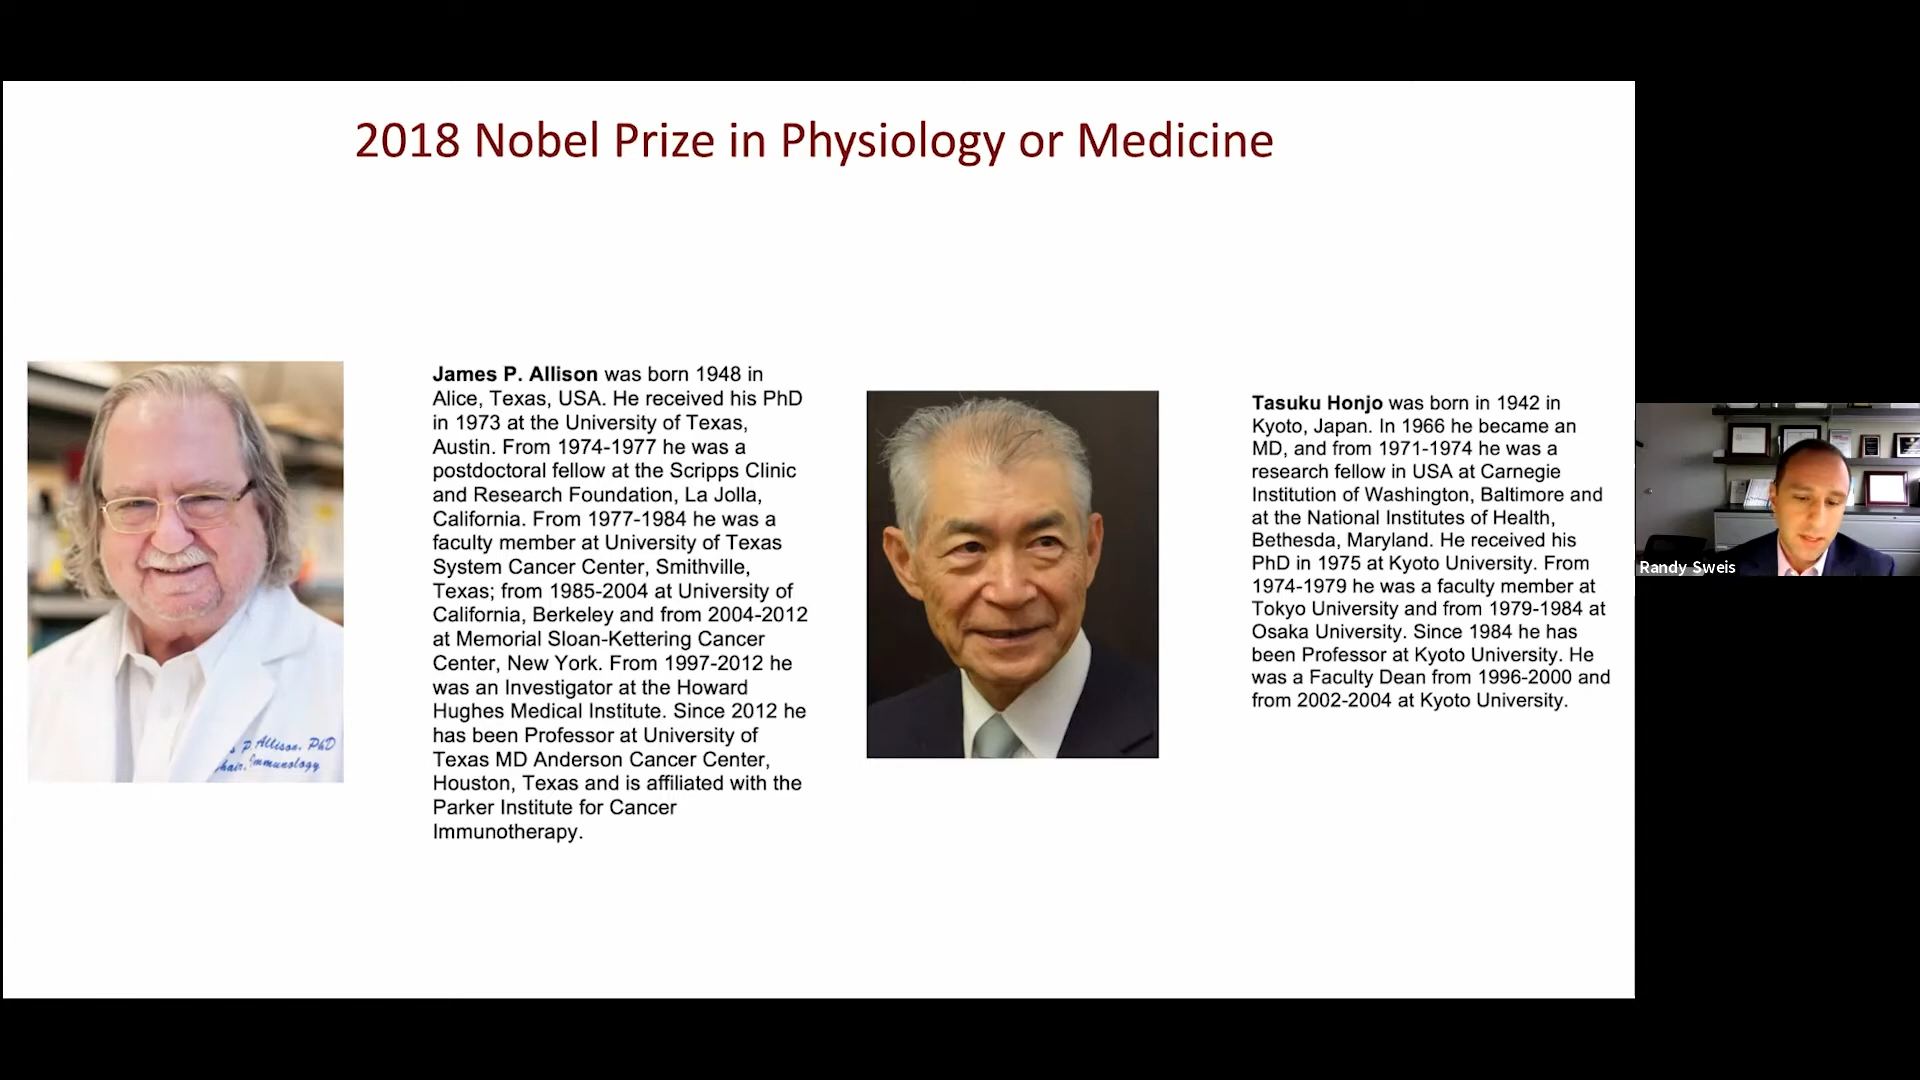 2018 Nobel Prize in Physiology or Medicine
James P. Allison was born 1948 in
Alice, Texas, USA. He received his PhD
in 1973 at the University of Texas,
Austin. From 1974-1977 he was a
postdoctoral fellow at the Scripps Clinic
and Research Foundation, La Jolla,
California. From 1977-1984 he was a
faculty member at University of Texas
System Cancer Center, Smithville,
Texas; from 1985-2004 at University of
California, Berkeley and from 2004-2012
at Memorial Sloan-Kettering Cancer
Center, New York. From 1997-2012 he
was an Investigator at the Howard
Hughes Medical Institute. Since 2012 he
has been Professor at University of
Texas MD Anderson Cancer Center,
Houston, Texas and is affiliated with the
Parker Institute for Cancer
Immunotherapy.
P. Allison, PhD
Immunology
Tasuku Honjo was born in 1942 in
Kyoto, Japan. In 1966 he became an
MD, and from 1971-1974 he was a
research fellow in USA at Carnegie
Institution of Washington, Baltimore and
at the National Institutes of Health,
Bethesda, Maryland. He received his
PhD in 1975 at Kyoto University. From
1974-1979 he was a faculty member at
Tokyo University and from 1979-1984 at
Osaka University. Since 1984 he has
been Professor at Kyoto University. He
was a Faculty Dean from 1996-2000 and
from 2002-2004 at Kyoto University.
Randy Sweis